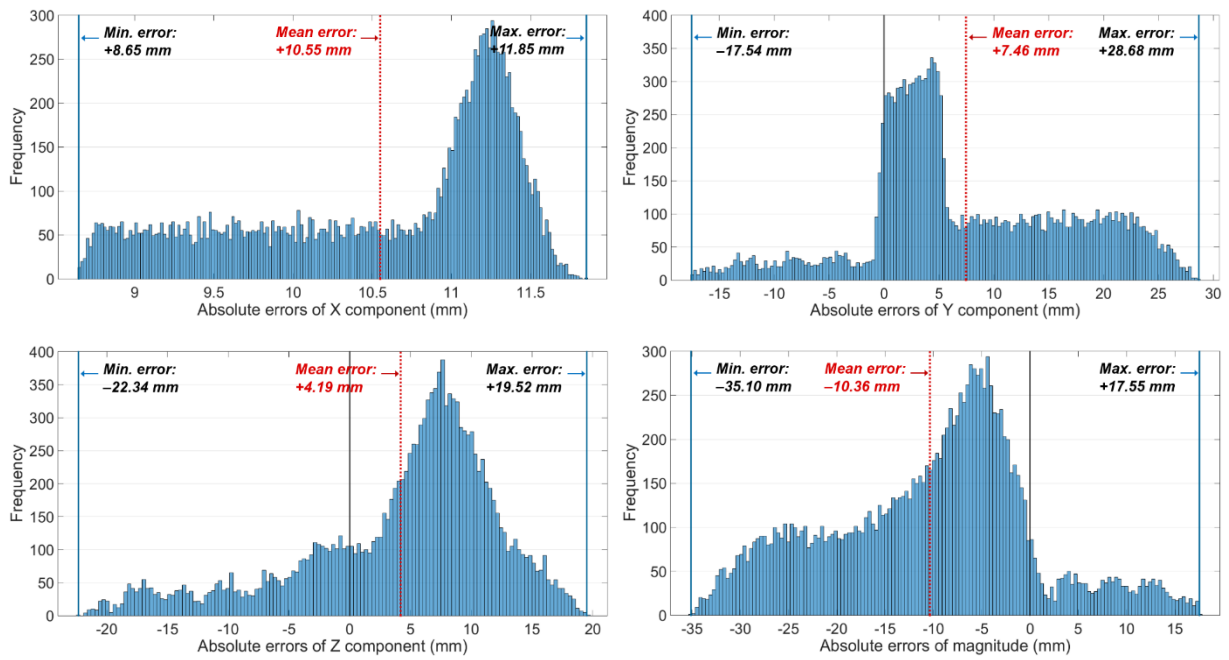 Min. error: Mean error: Max. error:
+8.65 mm +10.55 mm +11.85 mm
300
250
200
150
100
50
0
Frequency
9 9.5 10 10.5 11 11.5
Absolute errors of X component (mm)
Min. error: Mean error: Max. error:
–17.54 mm +7.46 mm +28.68 mm
400
350
300
250
200
150
100
50
0
Frequency
-15 -10 -5 0 5 10 15 20 25 30
Absolute errors of Y component (mm)
Min. error: Mean error: Max. error:
–22.34 mm +4.19 mm +19.52 mm
400
350
300
250
200
150
100
50
0
Frequency
-20 -15 -10 -5 0 5 10 15 20
Absolute errors of Z component (mm)
Min. error: Mean error: Max. error:
–35.10 mm –10.36 mm +17.55 mm
300
250
200
150
100
50
0
Frequency
-35 -30 -25 -20 -15 -10 -5 0 5 10 15
Absolute errors of magnitude (mm)